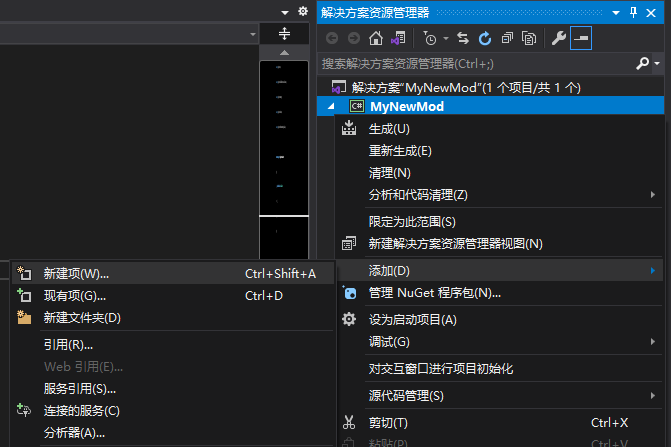 解决方案资源管理器
搜索解决方案资源管理器(Ctrl+;)
解决方案"MyNewMod"(1 个项目/共 1 个)
C# MyNewMod
生成(U)
重新生成(E)
清理(N)
分析和代码清理(Z)
限定为此范围(S)
新建解决方案资源管理器视图(N)
添加(D)
管理 NuGet 程序包(N)...
设为启动项目(A)
调试(G)
对交互窗口进行项目初始化
源代码管理(S)
剪切(T) Ctrl+X
粘贴(P) Ctrl+V
新建项(W)... Ctrl+Shift+A
现有项(G)... Ctrl+D
新建文件夹(D)
引用(R)...
Web 引用(E)...
服务引用(S)...
连接的服务(C)
分析器(A)...